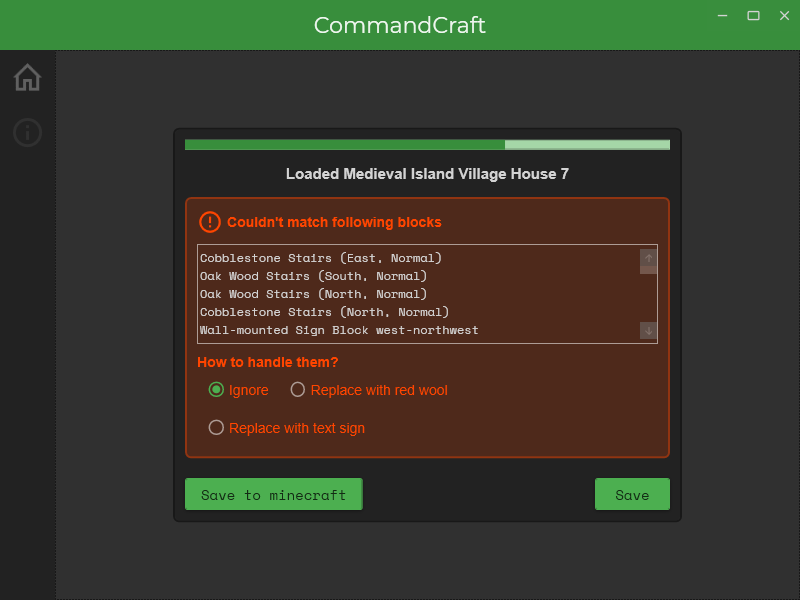 CommandCraft
Loaded Medieval Island Village House 7
Couldn't match following blocks
Cobblestone Stairs (East, Normal)
Oak Wood Stairs (South, Normal)
Oak Wood Stairs (North, Normal)
Cobblestone Stairs (North, Normal)
Wall-mounted Sign Block west-northwest
How to handle them?
Ignore Replace with red wool
Replace with text sign
Save to minecraft Save